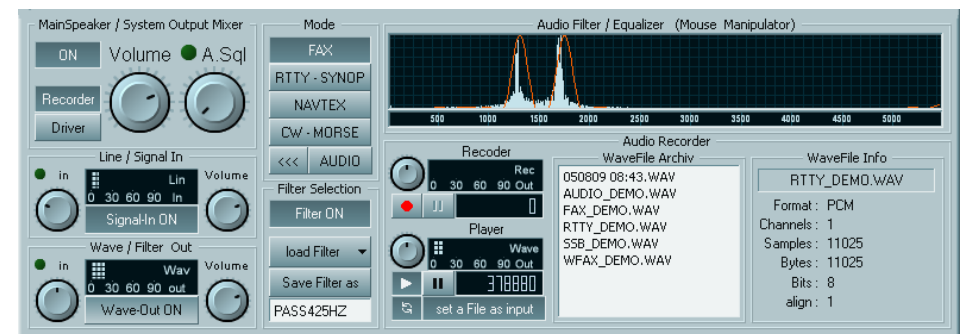 MainSpeaker / System Output Mixer
ON
Volume
A.Sql
Recorder
Driver
Line / Signal In
in
Lin
Volume
0 30 60 90 In
Signal-In ON
Wave / Filter Out
in
Wav
Volume
0 30 60 90 out
Wave-Out ON
Mode
FAX
RTTY - SYNOP
NAVTEX
CW - MORSE
<<<
AUDIO
Filter Selection
Filter ON
load Filter
Save Filter as
PASS425HZ
Audio Filter / Equalizer (Mouse Manipulator)
500 1000 1500 2000 2500 3000 3500 4000 4500 5000
Audio Recorder
Recoder
Rec
0 30 60 90 Out
0
Player
Wave
0 30 60 90 Out
378880
set a File as input
WaveFile Archiv
050809 08:43.WAV
AUDIO_DEMO.WAV
FAX_DEMO.WAV
RTTY_DEMO.WAV
SSB_DEMO.WAV
WFAX_DEMO.WAV
WaveFile Info
RTTY_DEMO.WAV
Format : PCM
Channels : 1
Samples : 11025
Bytes : 11025
Bits : 8
align : 1